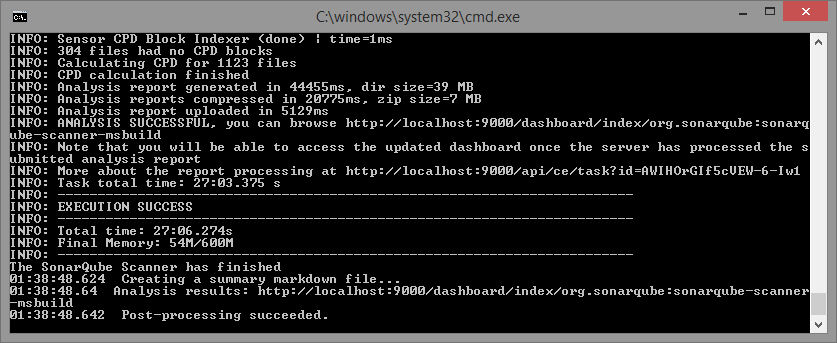 C:\windows\system32\cmd.exe
INFO: Sensor CPD Block Indexer (done) | time=1ms
INFO: 304 files had no CPD blocks
INFO: Calculating CPD for 1123 files
INFO: CPD calculation finished
INFO: Analysis report generated in 44455ms, dir size=39 MB
INFO: Analysis reports compressed in 20775ms, zip size=7 MB
INFO: Analysis report uploaded in 5129ms
INFO: ANALYSIS SUCCESSFUL, you can browse http://localhost:9000/dashboard/index/org.sonarqube:sonarq
ube-scanner-msbuild
INFO: Note that you will be able to access the updated dashboard once the server has processed the s
ubmitted analysis report
INFO: More about the report processing at http://localhost:9000/api/ce/task?id=AWIHOrGIf5cVEW-6-Iw1
INFO: Task total time: 27:03.375 s
INFO: ------------------------------------------------------------------------
INFO: EXECUTION SUCCESS
INFO: ------------------------------------------------------------------------
INFO: Total time: 27:06.274s
INFO: Final Memory: 54M/600M
INFO: ------------------------------------------------------------------------
The SonarQube Scanner has finished
01:38:48.624  Creating a summary markdown file...
01:38:48.64  Analysis results: http://localhost:9000/dashboard/index/org.sonarqube:sonarqube-scanner
-msbuild
01:38:48.642  Post-processing succeeded.